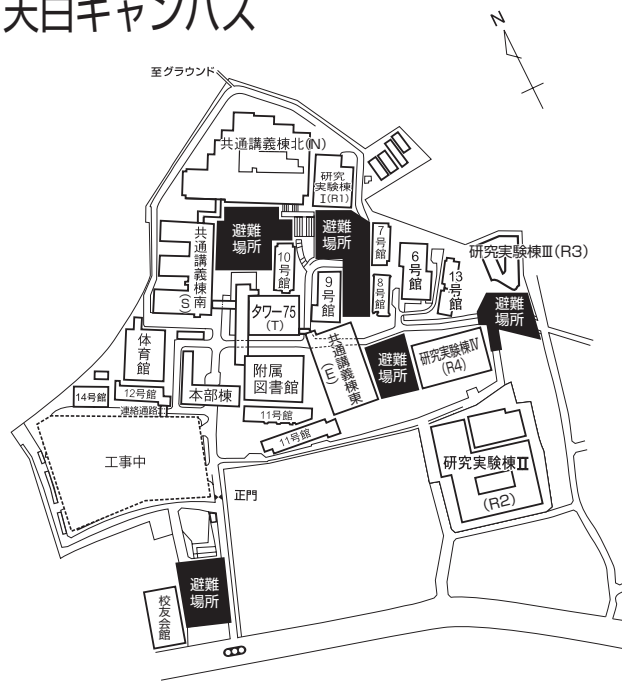 天白キャンパス
N
至グラウンド
共通講義棟北(N)
研究
実験棟
I(R1)
避難
場所
避難
場所
7号館
共通講義棟南(S)
10号館
6号館
研究実験棟Ⅲ(R3)
13号館
9号館
8号館
避難
場所
タワー75
(T)
共通講義棟東(E)
体育館
避難
場所
研究実験棟Ⅳ
(R4)
附属
図書館
14号館
12号館
本部棟
連絡通路
11号館
11号館
工事中
研究実験棟Ⅱ
(R2)
正門
避難
場所
校友会館